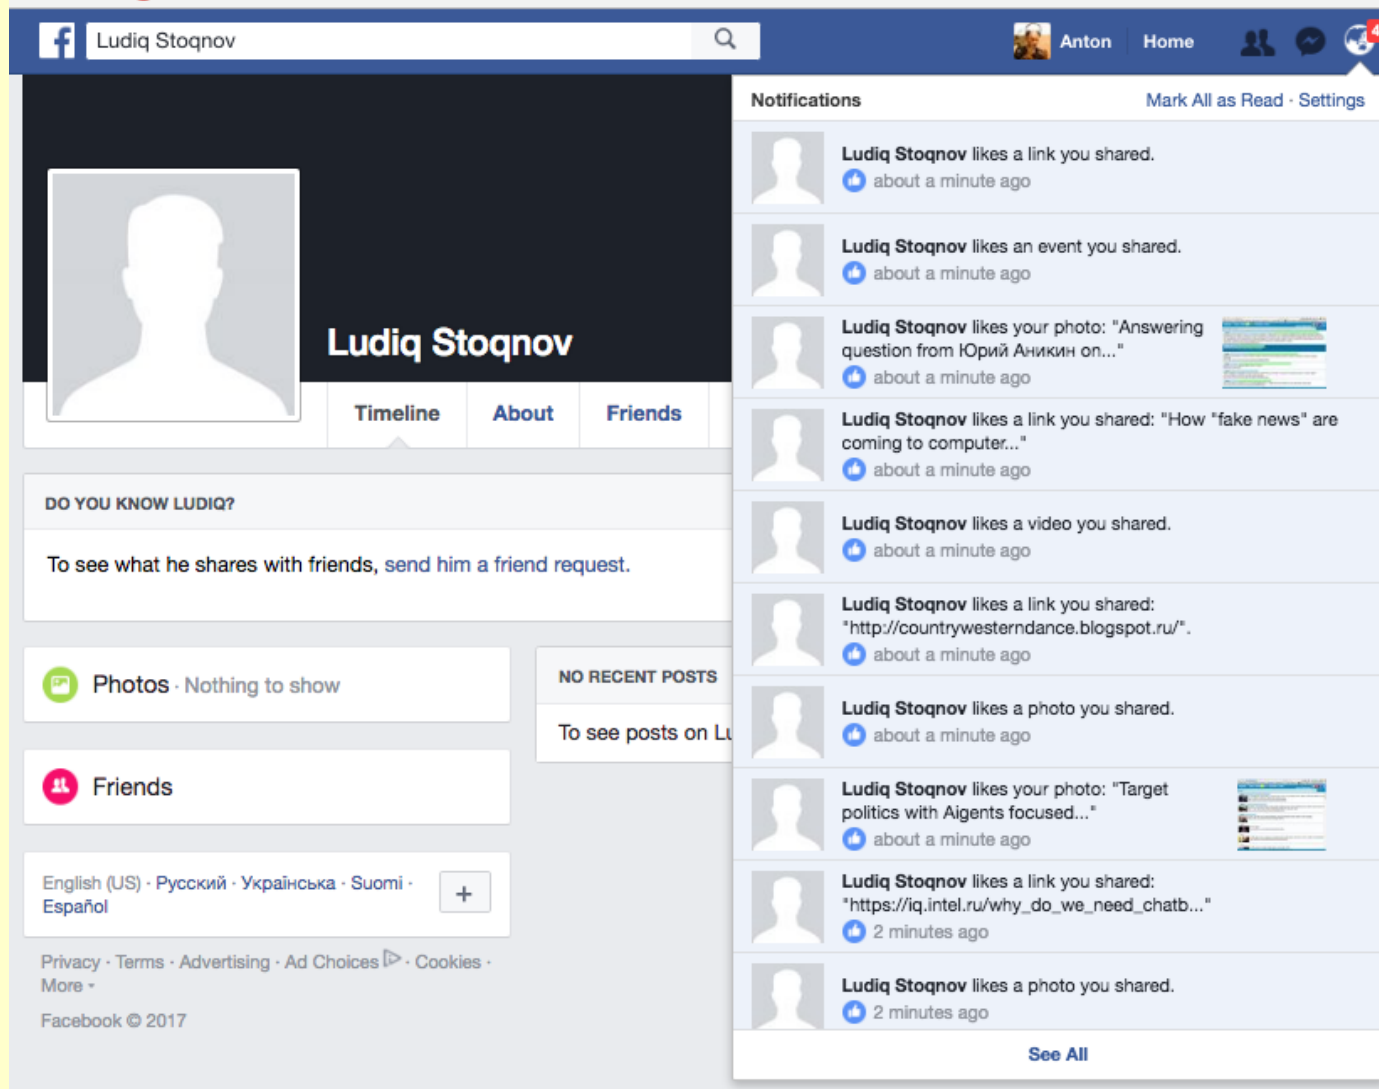 Ludiq Stoqnov
Anton
Home
4
Ludiq Stoqnov
Timeline
About
Friends
DO YOU KNOW LUDIQ?
To see what he shares with friends, send him a friend request.
Photos · Nothing to show
Friends
English (US) · Русский · Українська · Suomi ·
Español
+
Privacy · Terms · Advertising · Ad Choices · Cookies ·
More
Facebook © 2017
NO RECENT POSTS
To see posts on
Notifications
Mark All as Read · Settings
Ludiq Stoqnov likes a link you shared.
about a minute ago
Ludiq Stoqnov likes an event you shared.
about a minute ago
Ludiq Stoqnov likes your photo: "Answering
question from Юрий Аникин on..."
about a minute ago
Ludiq Stoqnov likes a link you shared: "How "fake news" are
coming to computer..."
about a minute ago
Ludiq Stoqnov likes a video you shared.
about a minute ago
Ludiq Stoqnov likes a link you shared:
"http://countrywesterndance.blogspot.ru/".
about a minute ago
Ludiq Stoqnov likes a photo you shared.
about a minute ago
Ludiq Stoqnov likes your photo: "Target
politics with Aigents focused..."
about a minute ago
Ludiq Stoqnov likes a link you shared:
"https://iq.intel.ru/why_do_we_need_chatb..."
2 minutes ago
Ludiq Stoqnov likes a photo you shared.
2 minutes ago
See All